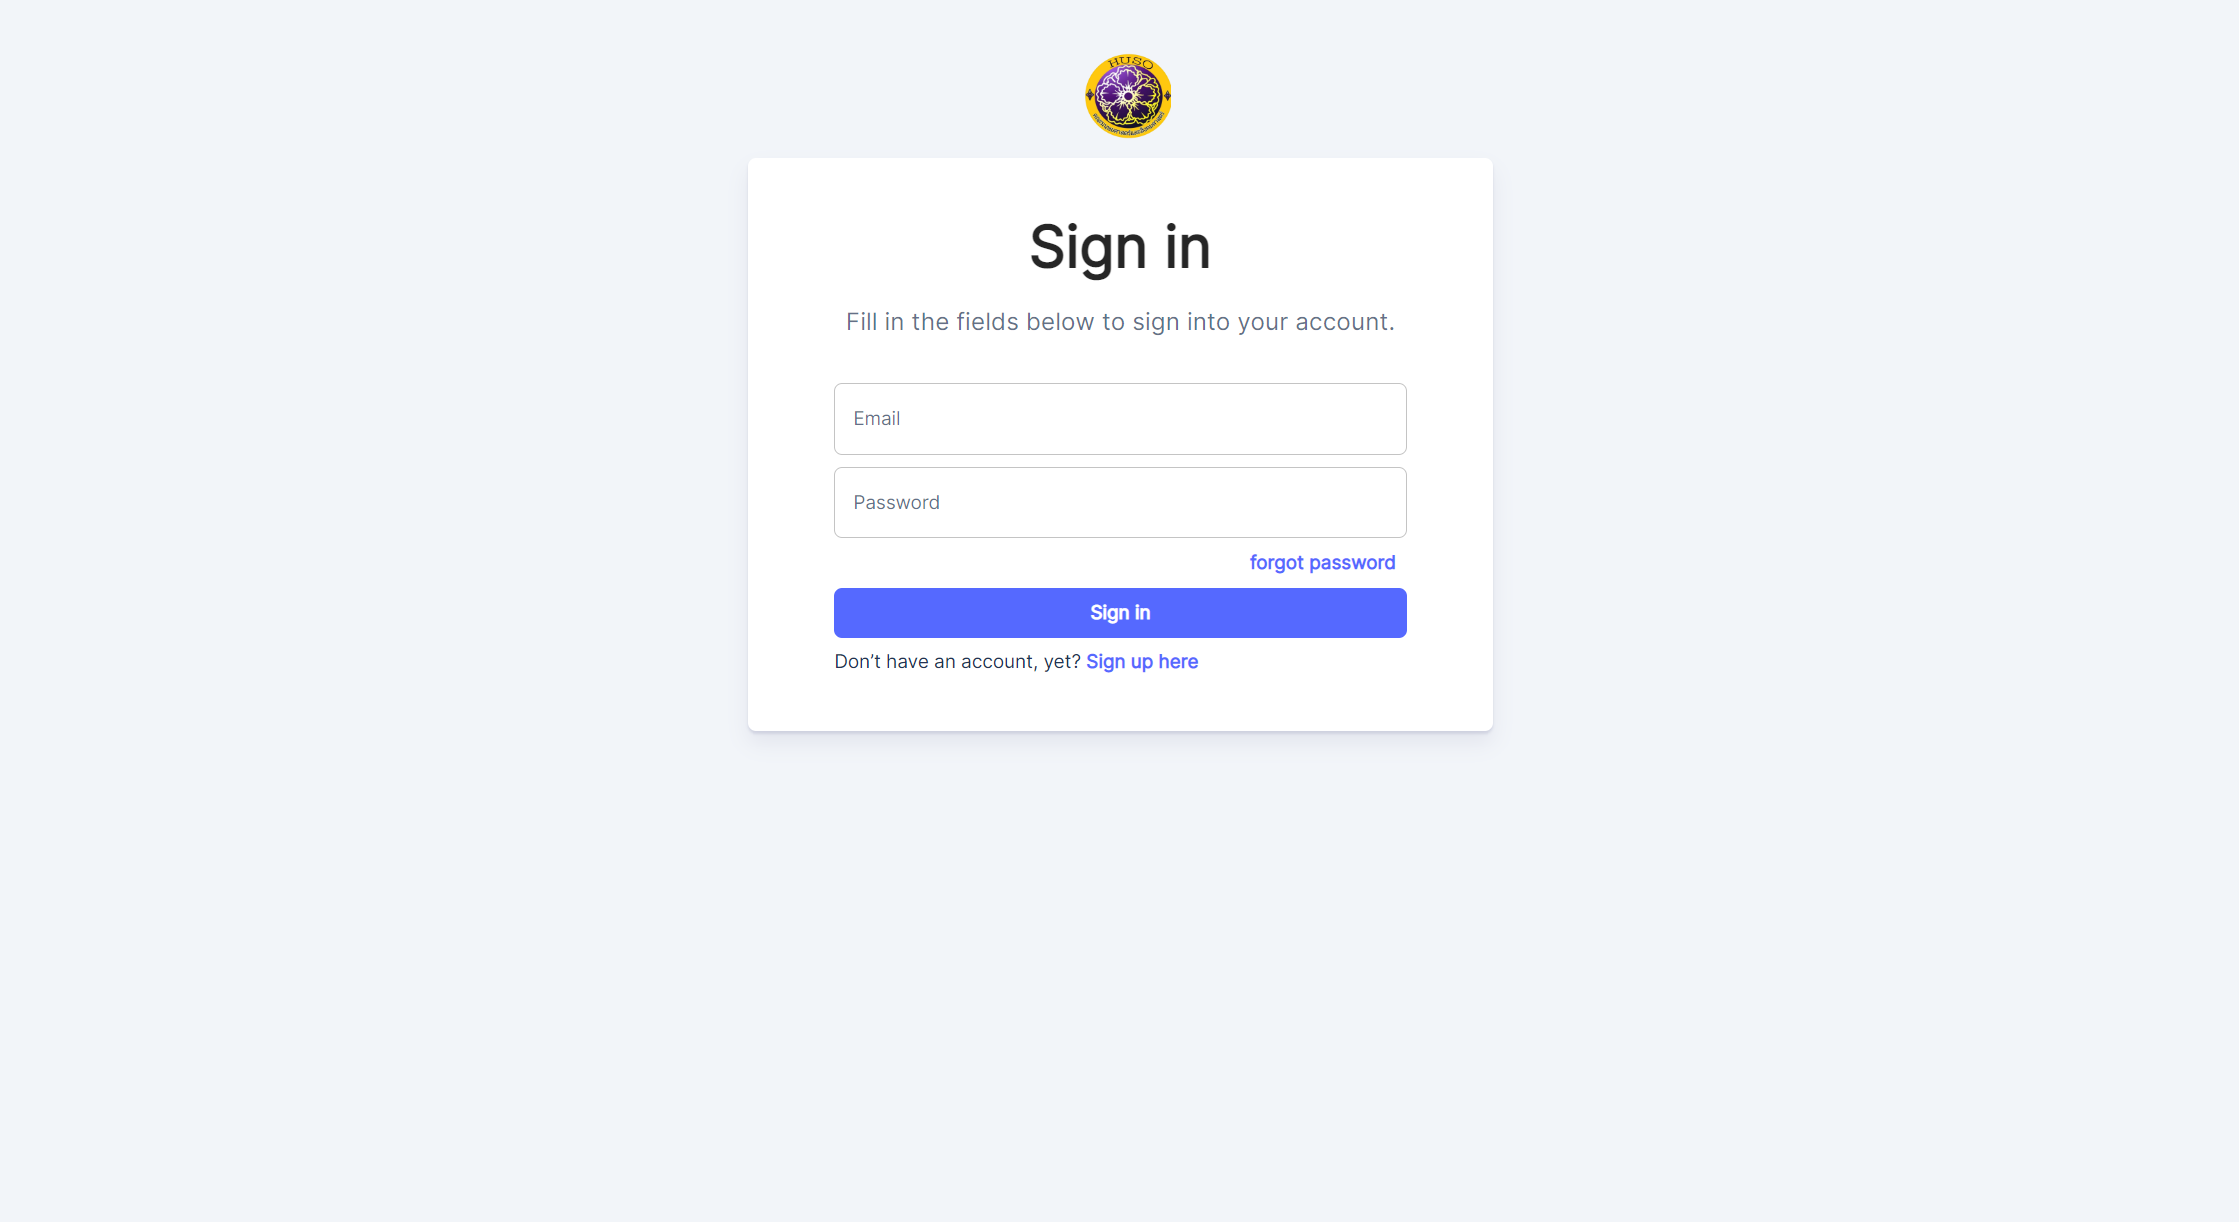 HUSO
Sign in
Fill in the fields below to sign into your account.
Email
Password
forgot password
Sign in
Don’t have an account, yet? Sign up here